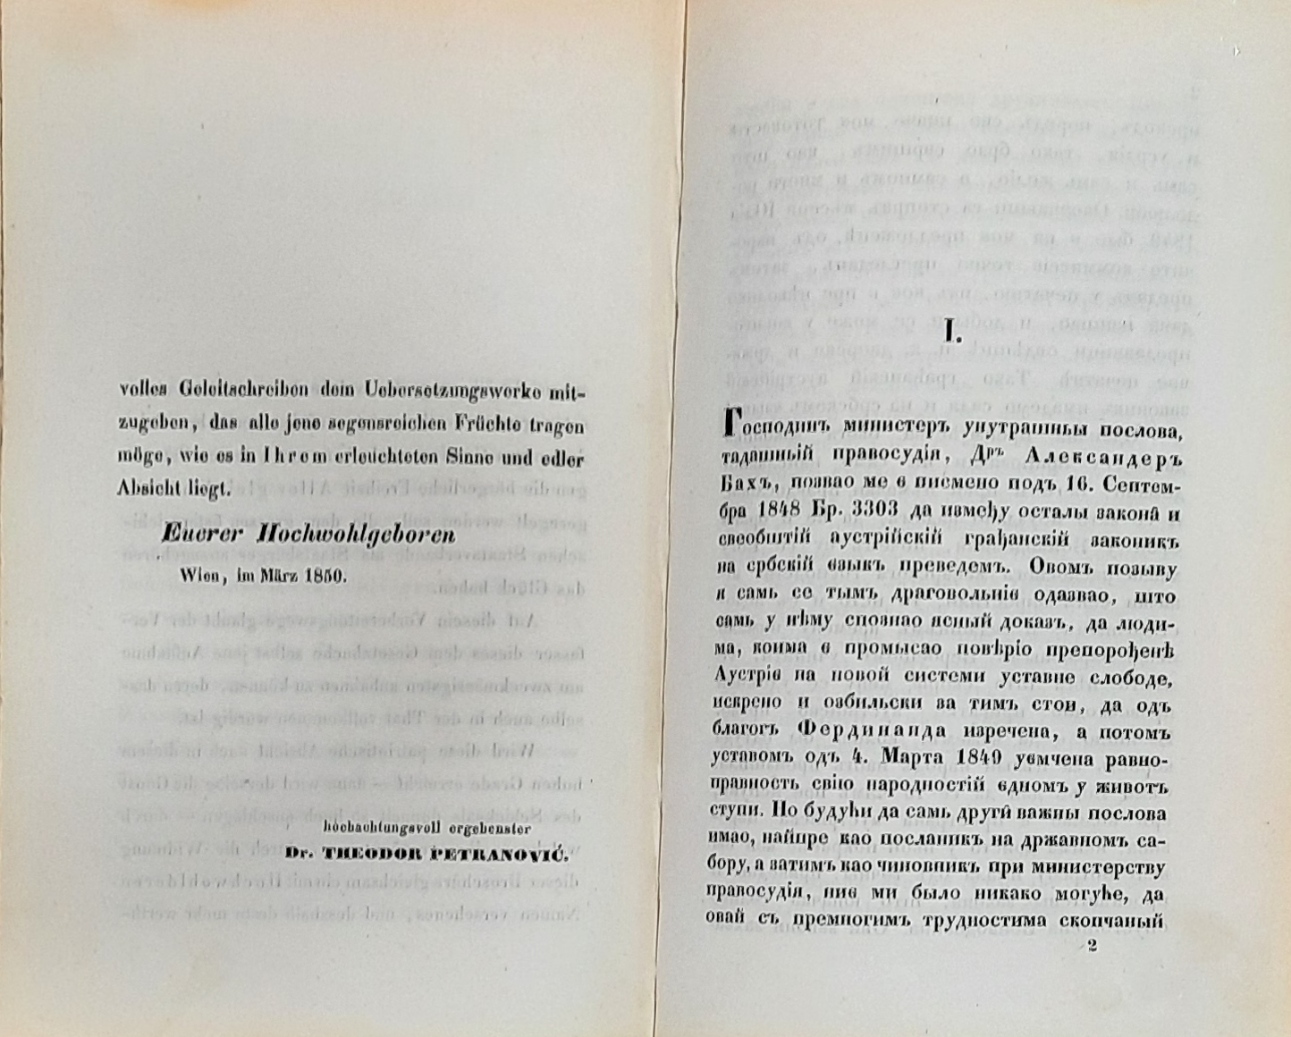 volles Geleitschreiben dem Uebersetzungswerke mit-
zugeben, das alle jene segensreichen Früchte tragen
möge, wie es in Ihrem erleuchteten Sinne und edler
Absicht liegt.
Euerer Hochwohlgeboren
Wien, im März 1850.
hochachtungsvoll ergebenster
Dr. THEODOR PETRANOVIĆ.
I.
Господинъ министеръ унутрашньы послова,
таданьій правосудія, Дръ Александеръ
Бахъ, позвао ме є писмено подъ 16. Септем-
бра 1848 Бр. 3303 да између осталы законâ и
свеобштій аустрійскій грађанскій законикъ
на србскій єзыкъ преведемъ. Овомъ позыву
я самь се тымъ драговольніє одазвао, што
самь у нѣму спознао ясный доказъ, да люди-
ма, коима є промысао повѣріо препорођенѣ
Аустріє на новой системи уставне слободе,
искрено и озбильски за тимъ стои, да одъ
благогъ Фердинанда изречена, а потомъ
уставомъ одъ 4. Марта 1849 уємчена равно-
правность свію народностій єдномъ у животъ
ступи. Но будући да самь другій важны послова
имао, найпре као посланикъ на државномъ са-
бору, а затимъ као чиновникъ при министерству
правосудія, ніє ми было никако могуће, да
овай съ премногимъ трудностима скопчаный
2